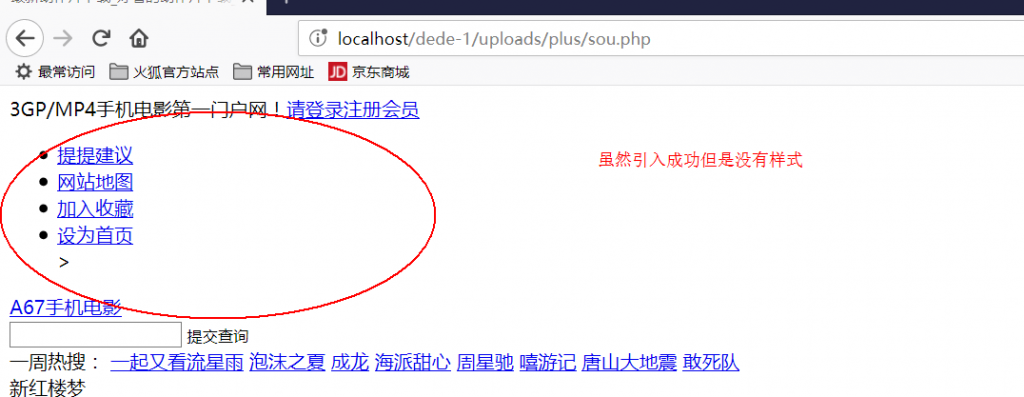 localhost/dede-1/uploads/plus/sou.php
最常访问 火狐官方站点 常用网址 JD 京东商城
3GP/MP4手机电影第一门户网！请登录注册会员
虽然引入成功但是没有样式
提提建议
网站地图
加入收藏
设为首页
>
A67手机电影
提交查询
一周热搜： 一起又看流星雨 泡沫之夏 成龙 海派甜心 周星驰 嘻游记 唐山大地震 敢死队
新红楼梦